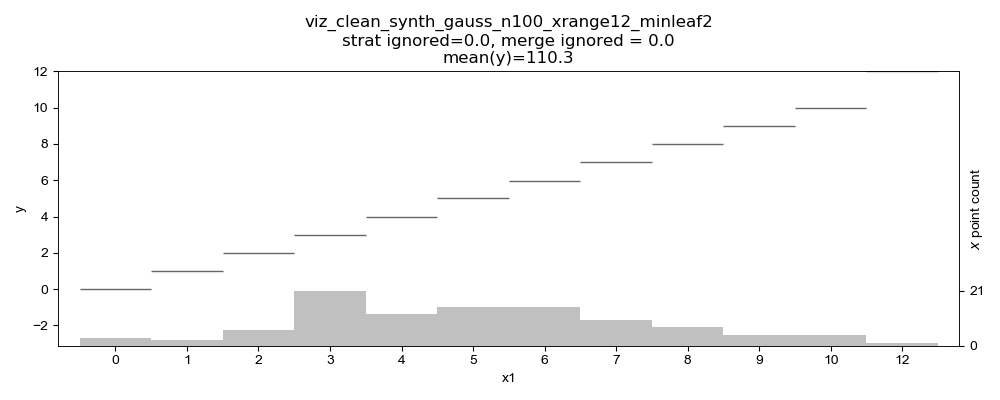 viz_clean_synth_gauss_n100_xrange12_minleaf2
strat ignored=0.0, merge ignored = 0.0
mean(y)=110.3
12
10
8
6
4
2
0
−2
y
21
0
x point count
0 1 2 3 4 5 6 7 8 9 10 12
x1